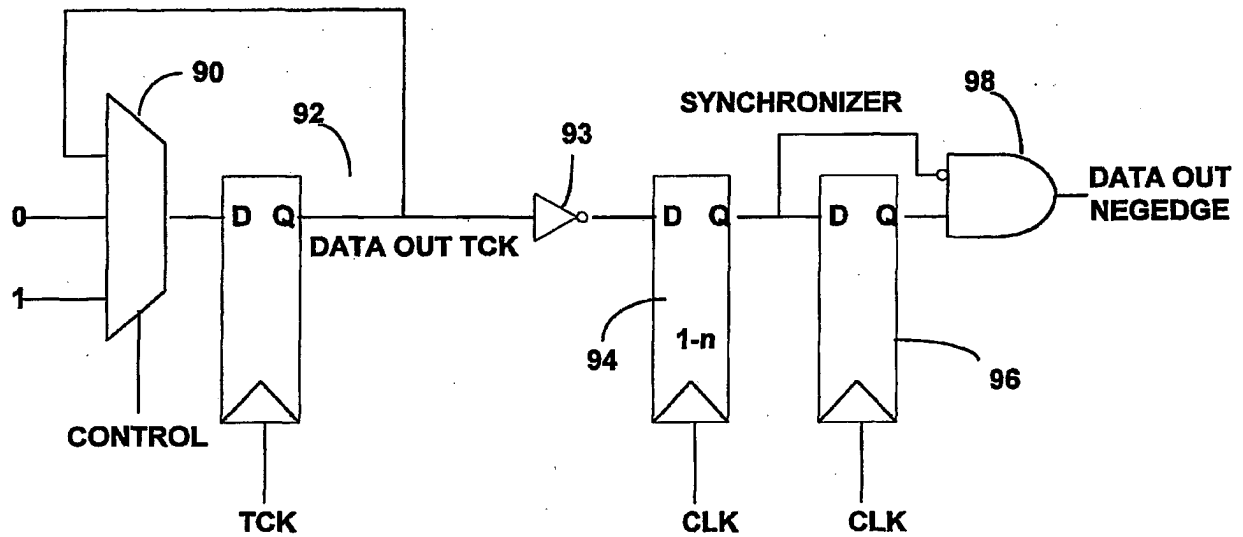 90
SYNCHRONIZER
98
92
93
DATA OUT
NEGEDGE
0
D Q
D Q
D Q
DATA OUT TCK
1
94
1-n
96
CONTROL
TCK
CLK
CLK